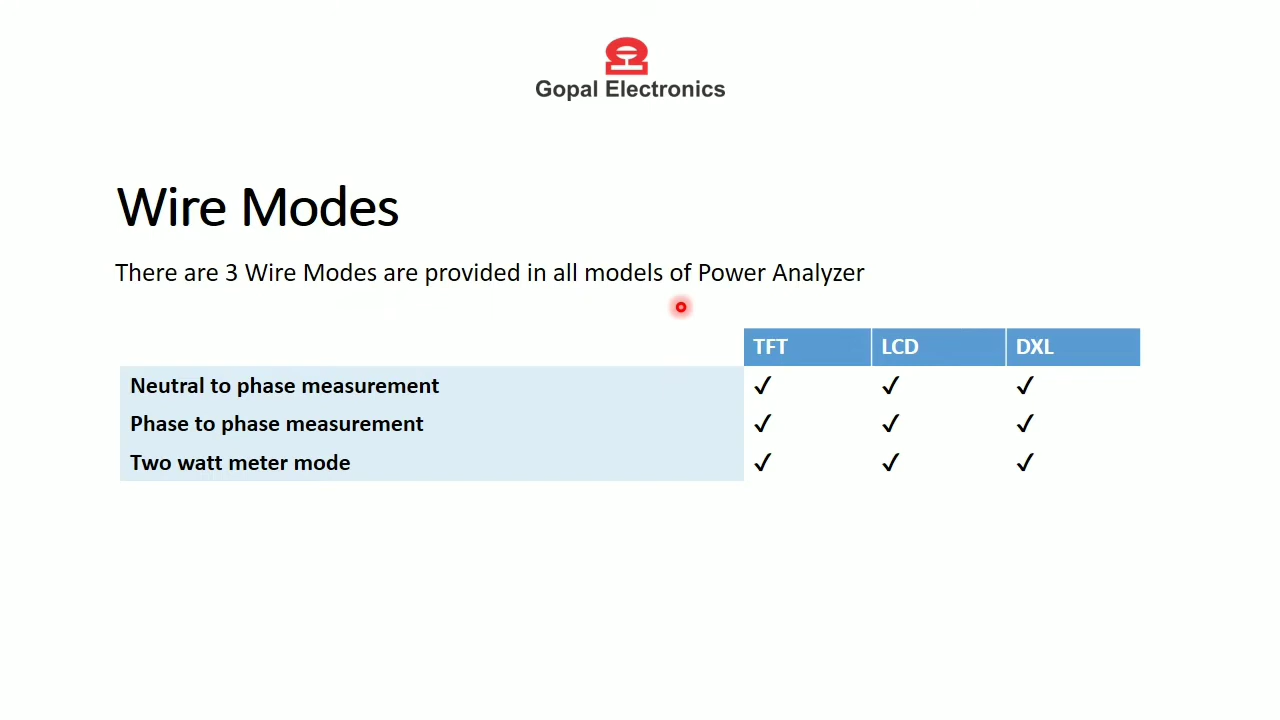 Gopal Electronics
Wire Modes
There are 3 Wire Modes are provided in all models of Power Analyzer
TFT LCD DXL
Neutral to phase measurement ✓ ✓ ✓
Phase to phase measurement ✓ ✓ ✓
Two watt meter mode ✓ ✓ ✓